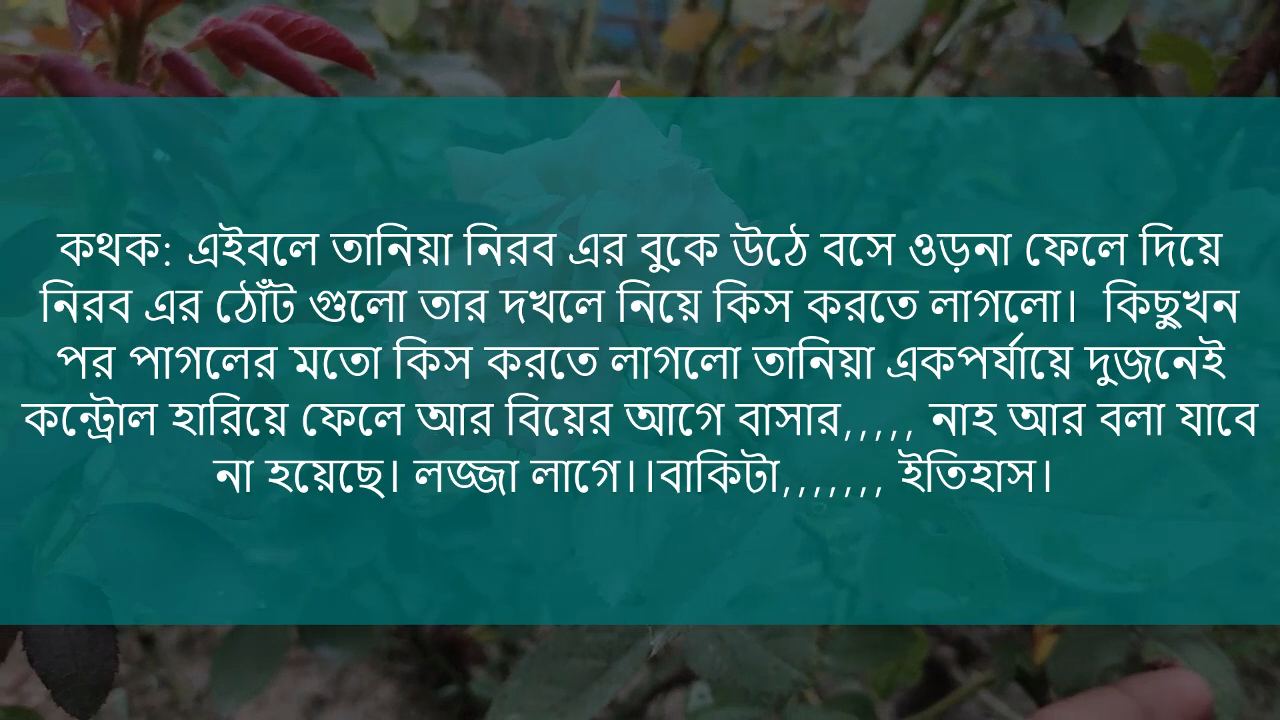 কথক: এইবলে তানিয়া নিরব এর বুকে উঠে বসে ওড়না ফেলে দিয়ে
নিরব এর ঠোঁট গুলো তার দখলে নিয়ে কিস করতে লাগলো।  কিছুখন
পর পাগলের মতো কিস করতে লাগলো তানিয়া একপর্যায়ে দুজনেই
কন্ট্রোল হারিয়ে ফেলে আর বিয়ের আগে বাসার,,,,, নাহ আর বলা যাবে
না হয়েছে। লজ্জা লাগে।।বাকিটা,,,,,,, ইতিহাস।